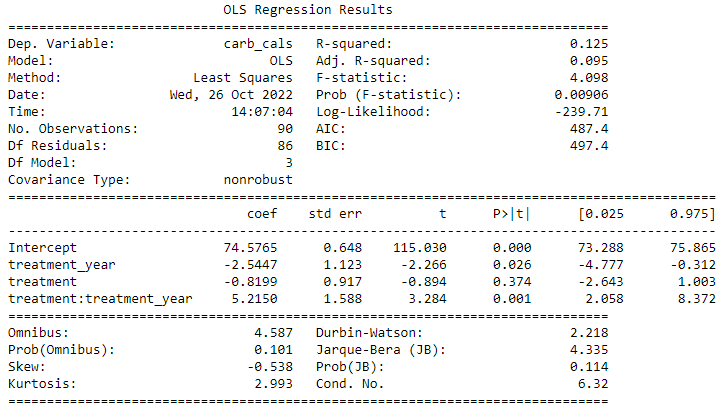 OLS Regression Results
==============================================================================
Dep. Variable:              carb_cals   R-squared:                       0.125
Model:                            OLS   Adj. R-squared:                  0.095
Method:                 Least Squares   F-statistic:                     4.098
Date:                Wed, 26 Oct 2022   Prob (F-statistic):            0.00906
Time:                        14:07:04   Log-Likelihood:                -239.71
No. Observations:                  90   AIC:                             487.4
Df Residuals:                      86   BIC:                             497.4
Df Model:                           3
Covariance Type:            nonrobust
============================================================================================
                               coef    std err          t      P>|t|      [0.025      0.975]
--------------------------------------------------------------------------------------------
Intercept                   74.5765      0.648    115.030      0.000      73.288      75.865
treatment_year              -2.5447      1.123     -2.266      0.026      -4.777      -0.312
treatment                   -0.8199      0.917     -0.894      0.374      -2.643       1.003
treatment:treatment_year     5.2150      1.588      3.284      0.001       2.058       8.372
==============================================================================
Omnibus:                        4.587   Durbin-Watson:                   2.218
Prob(Omnibus):                  0.101   Jarque-Bera (JB):                4.335
Skew:                          -0.538   Prob(JB):                        0.114
Kurtosis:                       2.993   Cond. No.                         6.32
==============================================================================